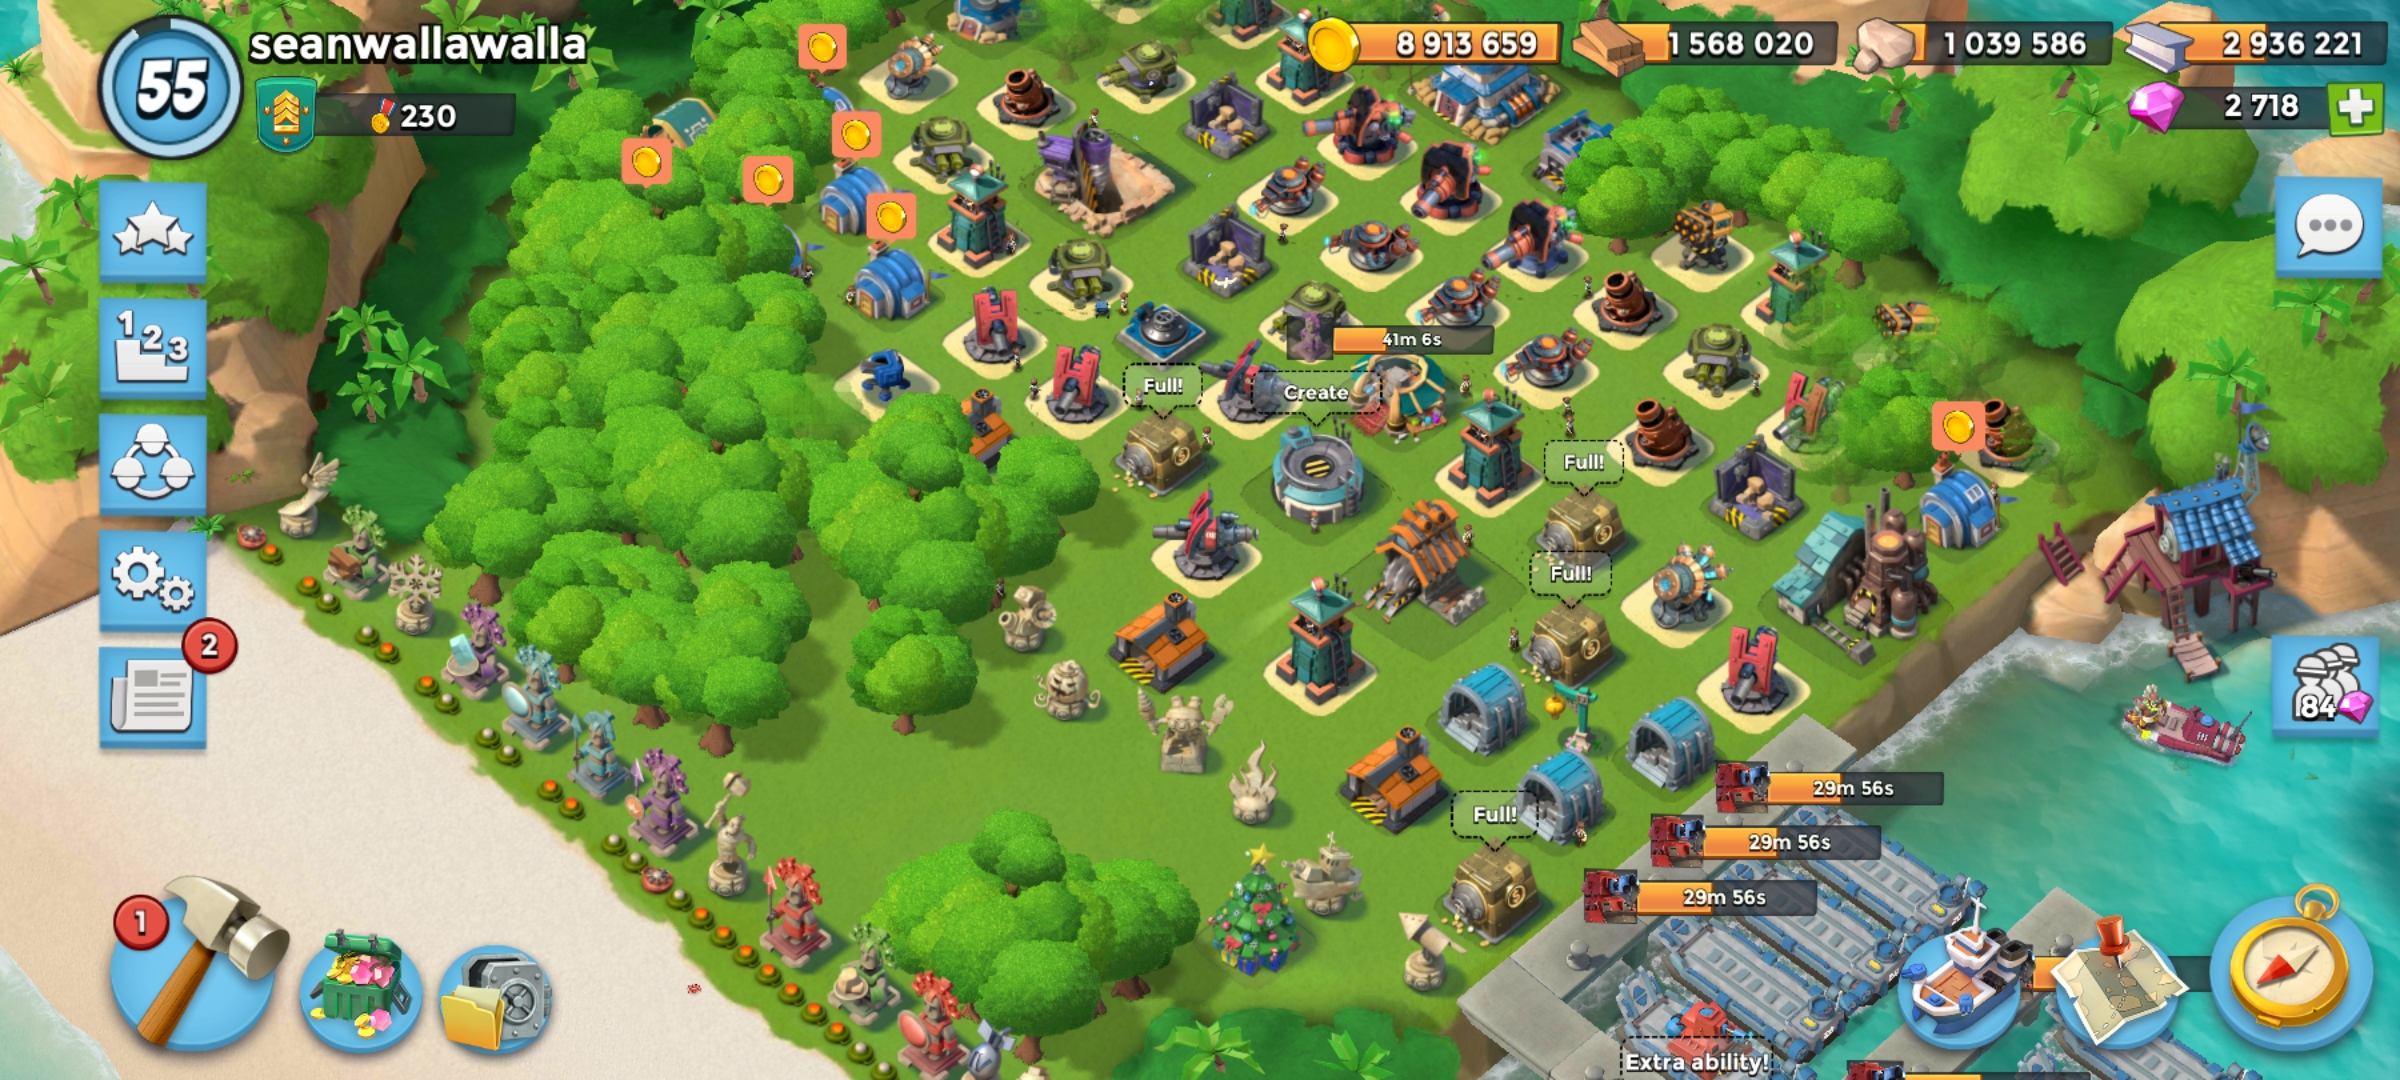 55
seanwallawalla
230
8 913 659
1 568 020
1 039 586
2 936 221
2 718
123
41m 6s
Full!
Create
Full!
Full!
2
84
29m 56s
29m 56s
Full!
29m 56s
1
Extra ability!